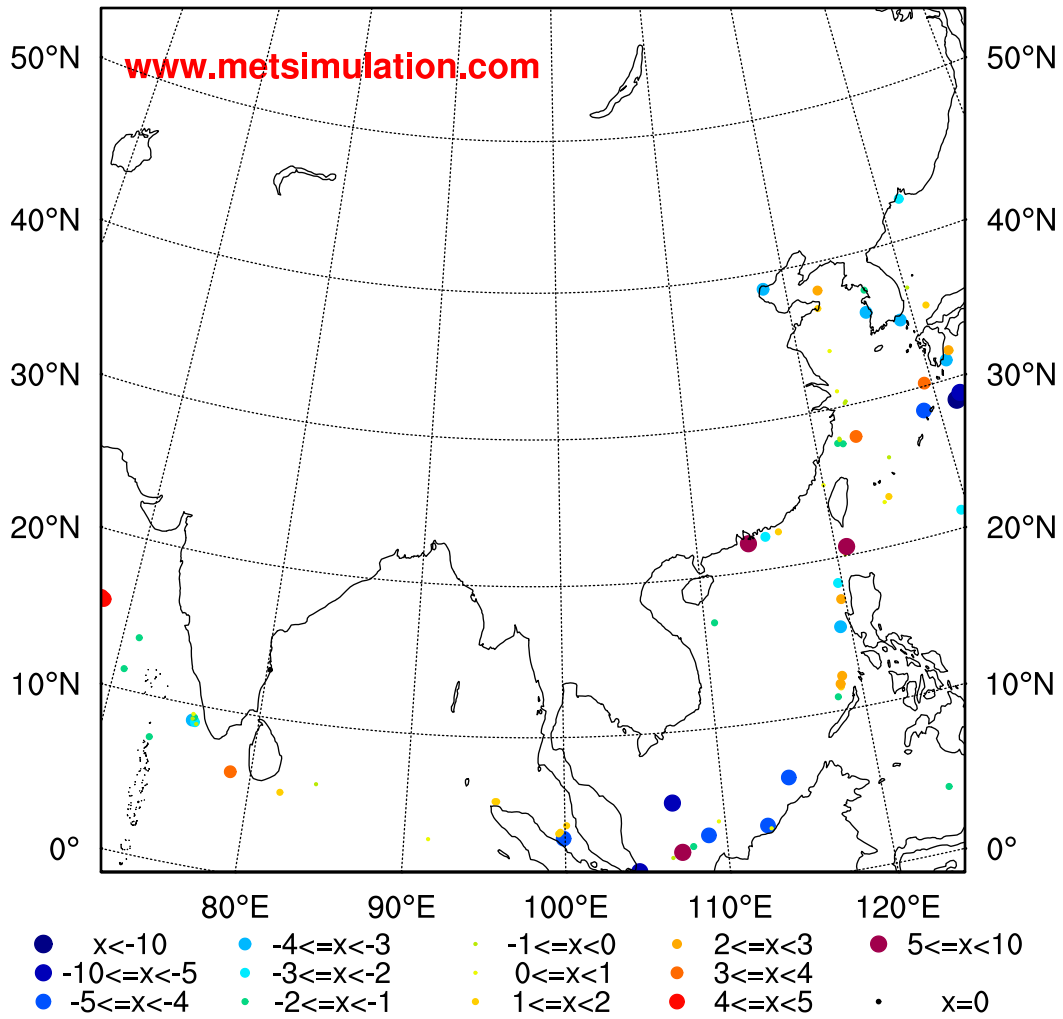 www.metsimulation.com
50°N 50°N
40°N 40°N
30°N 30°N
20°N 20°N
10°N 10°N
0° 0°
80°E 90°E 100°E 110°E 120°E
x<-10 -4<=x<-3 -1<=x<0 2<=x<3 5<=x<10
-10<=x<-5 -3<=x<-2 0<=x<1 3<=x<4
-5<=x<-4 -2<=x<-1 1<=x<2 4<=x<5 x=0